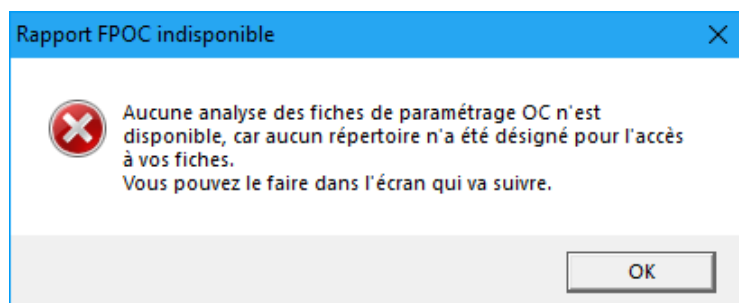 Rapport FPOC indisponible
Aucune analyse des fiches de paramétrage OC n'est
disponible, car aucun répertoire n'a été désigné pour l'accès
à vos fiches.
Vous pouvez le faire dans l'écran qui va suivre.
OK